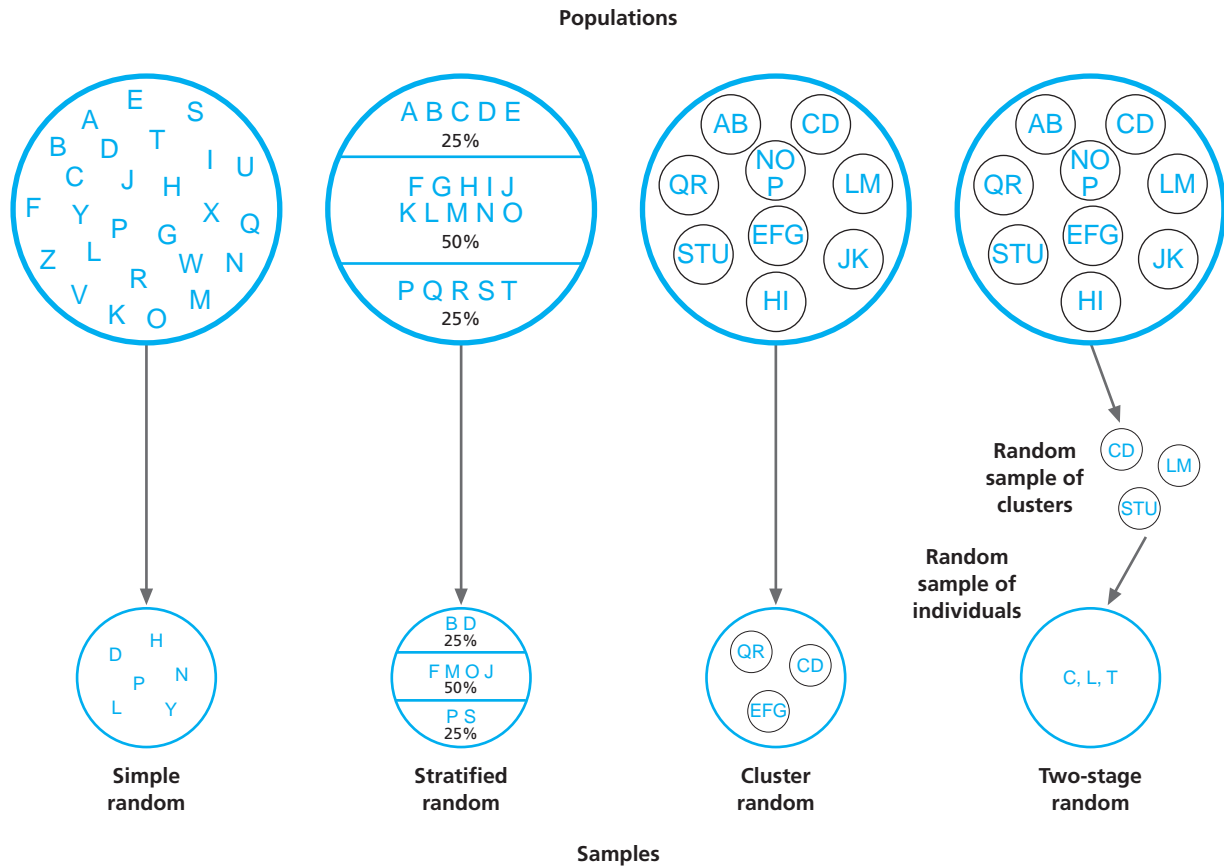 Populations
E
S
A
T
B
D
I
U
C
J
H
F
Y
X
Q
P
G
L
Z
W
N
R
V
M
K
O
A B C D E
25%
F G H I J
K L M N O
50%
P Q R S T
25%
AB
CD
NO
P
QR
LM
EFG
STU
JK
HI
AB
CD
NO
P
QR
LM
EFG
STU
JK
HI
Random
sample of
clusters
CD
LM
STU
Random
sample of
individuals
H
D
N
P
L
Y
B D
25%
F M O J
50%
P S
25%
QR
CD
EFG
C, L, T
Simple
random
Stratified
random
Cluster
random
Two-stage
random
Samples